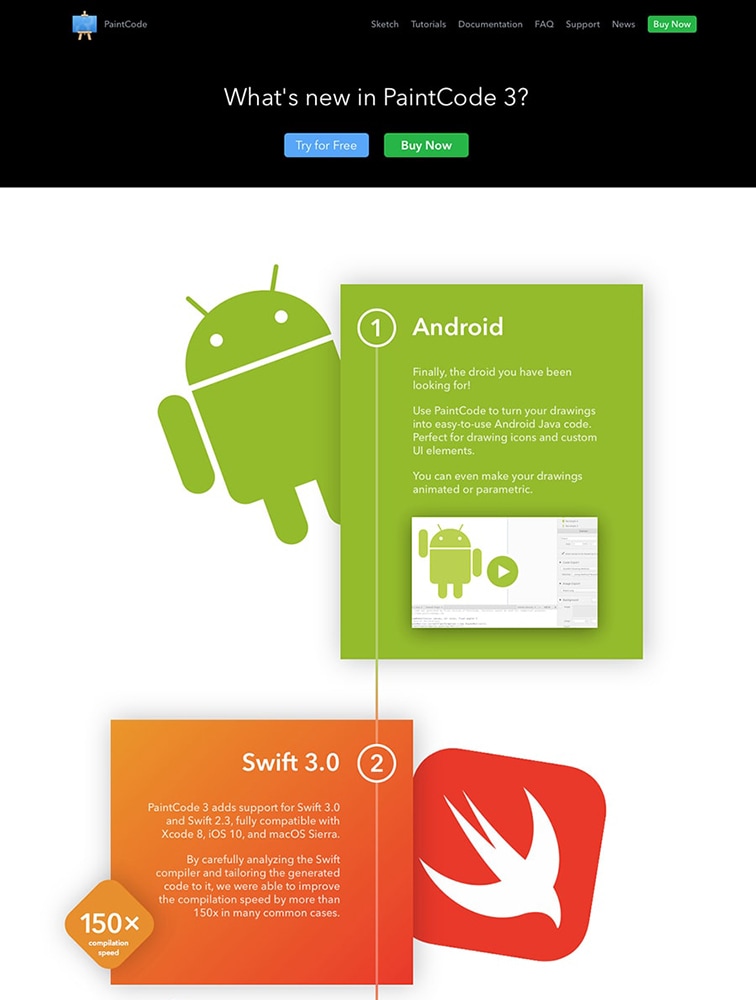 PaintCode
Sketch Tutorials Documentation FAQ Support News Buy Now
What's new in PaintCode 3?
Try for Free
Buy Now
1
Android
Finally, the droid you have been
looking for!
Use PaintCode to turn your drawings
into easy-to-use Android Java code.
Perfect for drawing icons and custom
UI elements.
You can even make your drawings
animated or parametric.
Swift 3.0
2
PaintCode 3 adds support for Swift 3.0
and Swift 2.3, fully compatible with
Xcode 8, iOS 10, and macOS Sierra.
By carefully analyzing the Swift
compiler and tailoring the generated
code to it, we were able to improve
the compilation speed by more than
150x in many common cases.
150×
compilation
speed